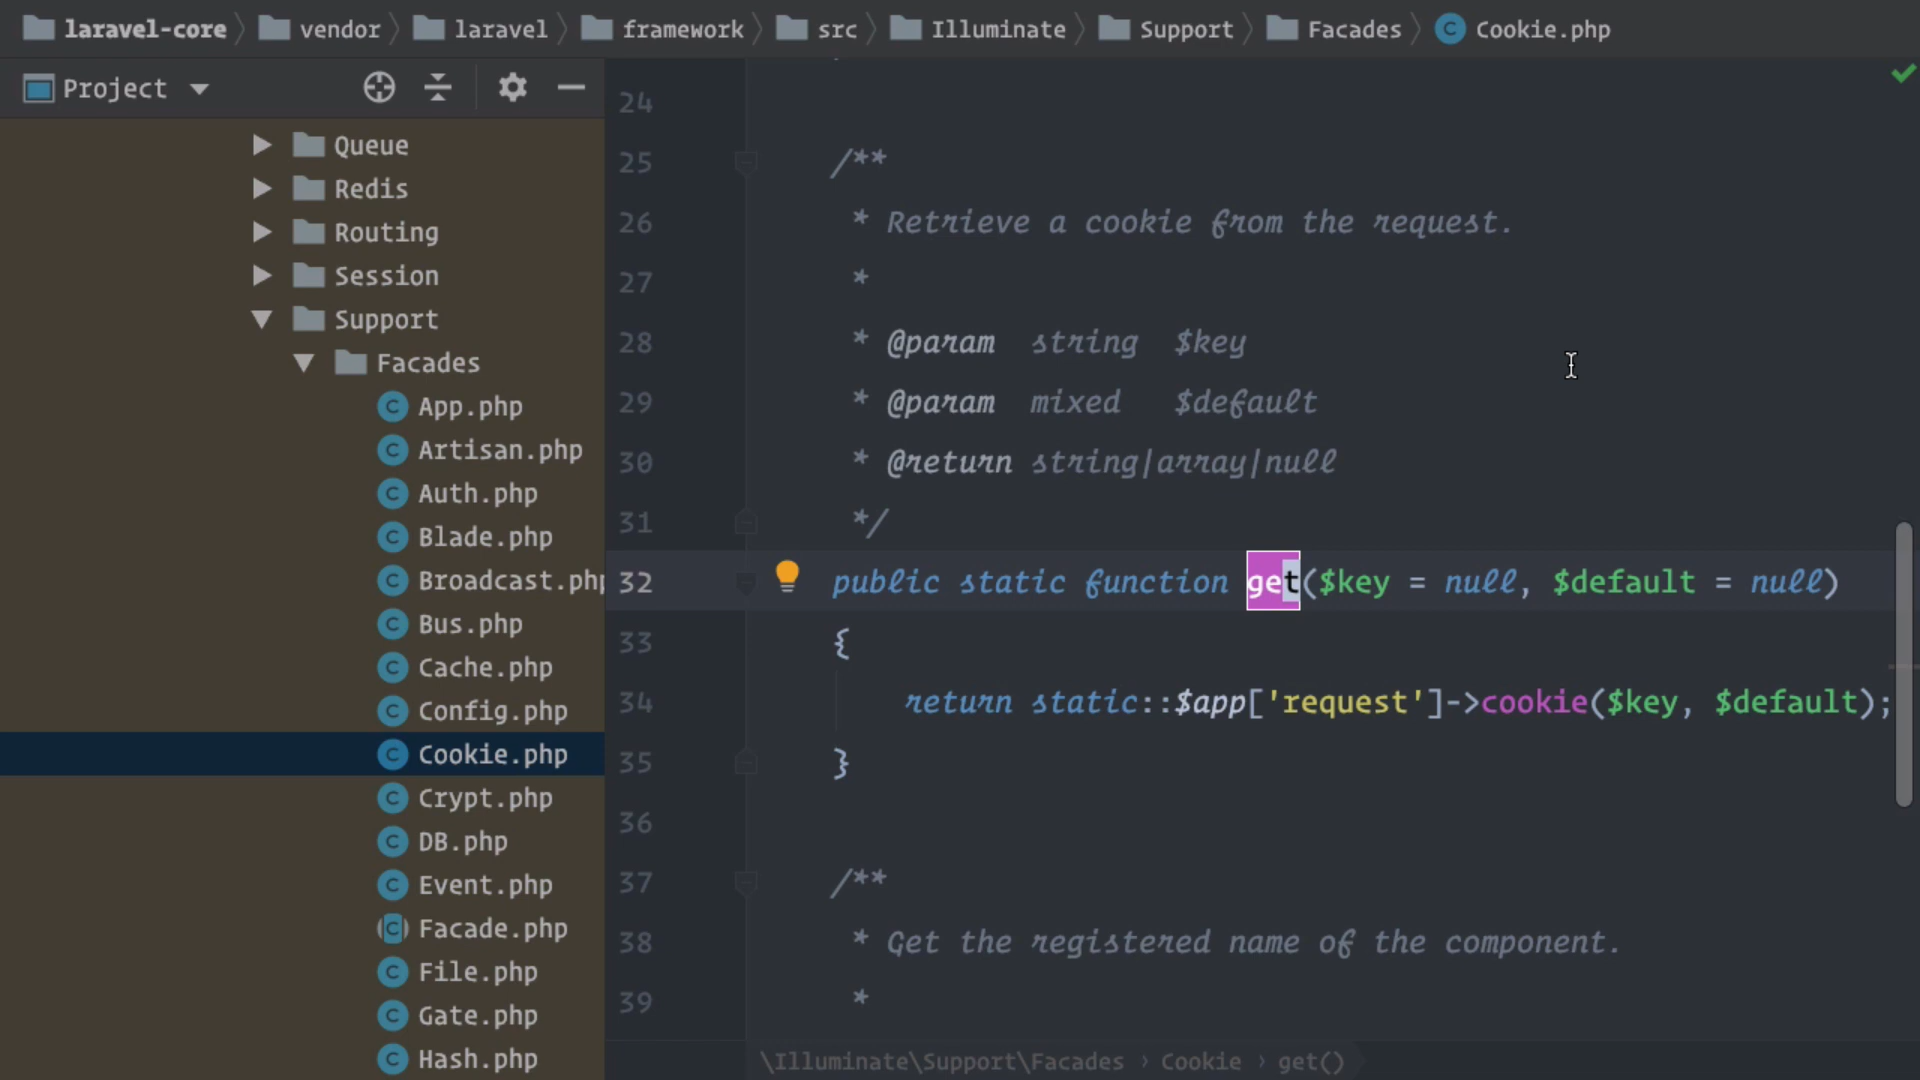 laravel-core vendor laravel framework src Illuminate Support Facades Cookie.php
Project
Queue
Redis
Routing
Session
Support
Facades
App.php
Artisan.php
Auth.php
Blade.php
Broadcast.php
Bus.php
Cache.php
Config.php
Cookie.php
Crypt.php
DB.php
Event.php
Facade.php
File.php
Gate.php
Hash.php
24
25 /**
26 * Retrieve a cookie from the request.
27 *
28 * @param string $key
29 * @param mixed $default
30 * @return string|array|null
31 */
32 public static function get($key = null, $default = null)
33 {
34 return static::$app['request']->cookie($key, $default);
35 }
36
37 /**
38 * Get the registered name of the component.
39 *
\Illuminate\Support\Facades › Cookie › get()